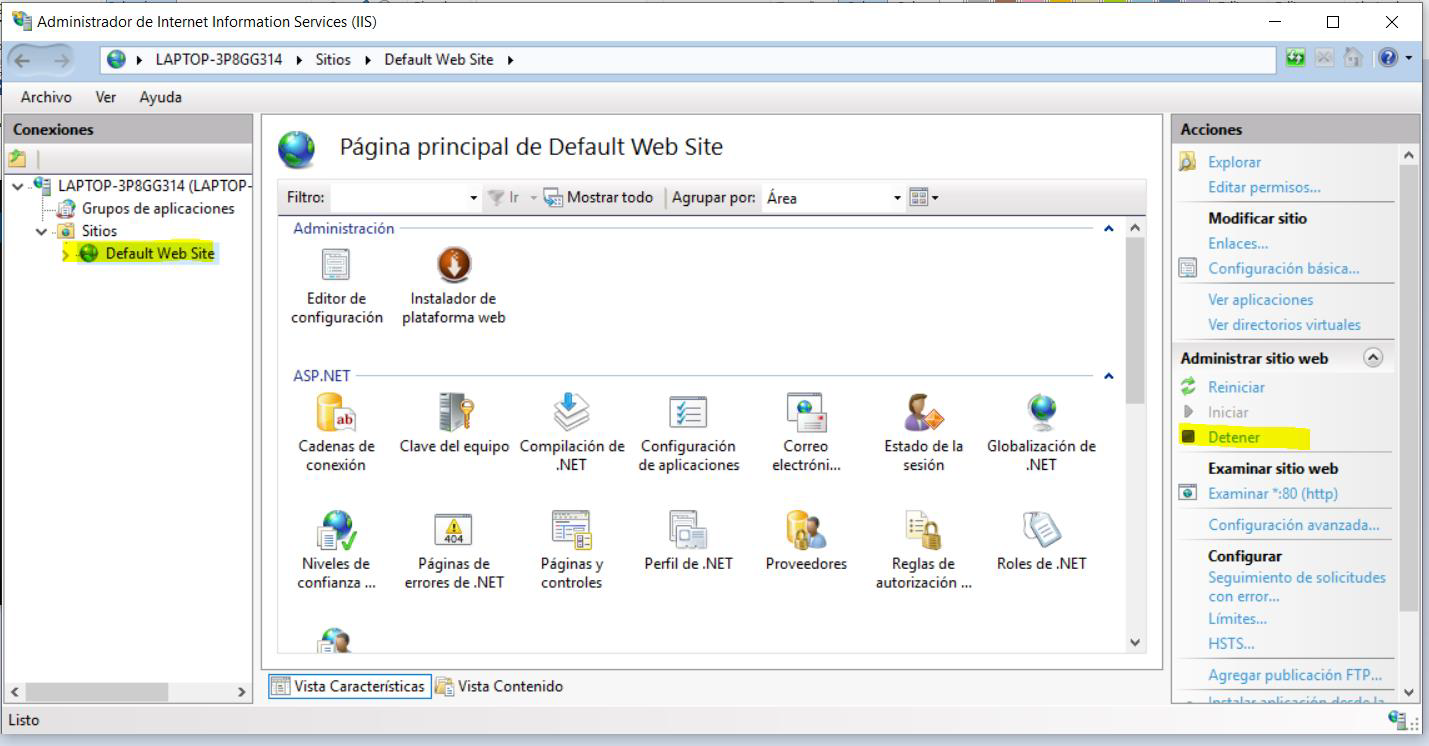 Administrador de Internet Information Services (IIS)
LAPTOP-3P8GG314 Sitios Default Web Site
Archivo Ver Ayuda
Conexiones
LAPTOP-3P8GG314 (LAPTOP-
Grupos de aplicaciones
Sitios
Default Web Site
Página principal de Default Web Site
Filtro: Ir Mostrar todo Agrupar por: Área
Administración
Editor de
configuración
Instalador de
plataforma web
ASP.NET
Cadenas de
conexión
Clave del equipo
Compilación de
.NET
Configuración
de aplicaciones
Correo
electróni...
Estado de la
sesión
Globalización de
.NET
Niveles de
confianza ...
404
Páginas de
errores de .NET
Páginas y
controles
Perfil de .NET
Proveedores
Reglas de
autorización ...
Roles de .NET
Vista Características
Vista Contenido
Acciones
Explorar
Editar permisos...
Modificar sitio
Enlaces...
Configuración básica...
Ver aplicaciones
Ver directorios virtuales
Administrar sitio web
Reiniciar
Iniciar
Detener
Examinar sitio web
Examinar *:80 (http)
Configuración avanzada...
Configurar
Seguimiento de solicitudes
con error...
Límites...
HSTS...
Agregar publicación FTP...
Instalar aplicación desde la
Listo